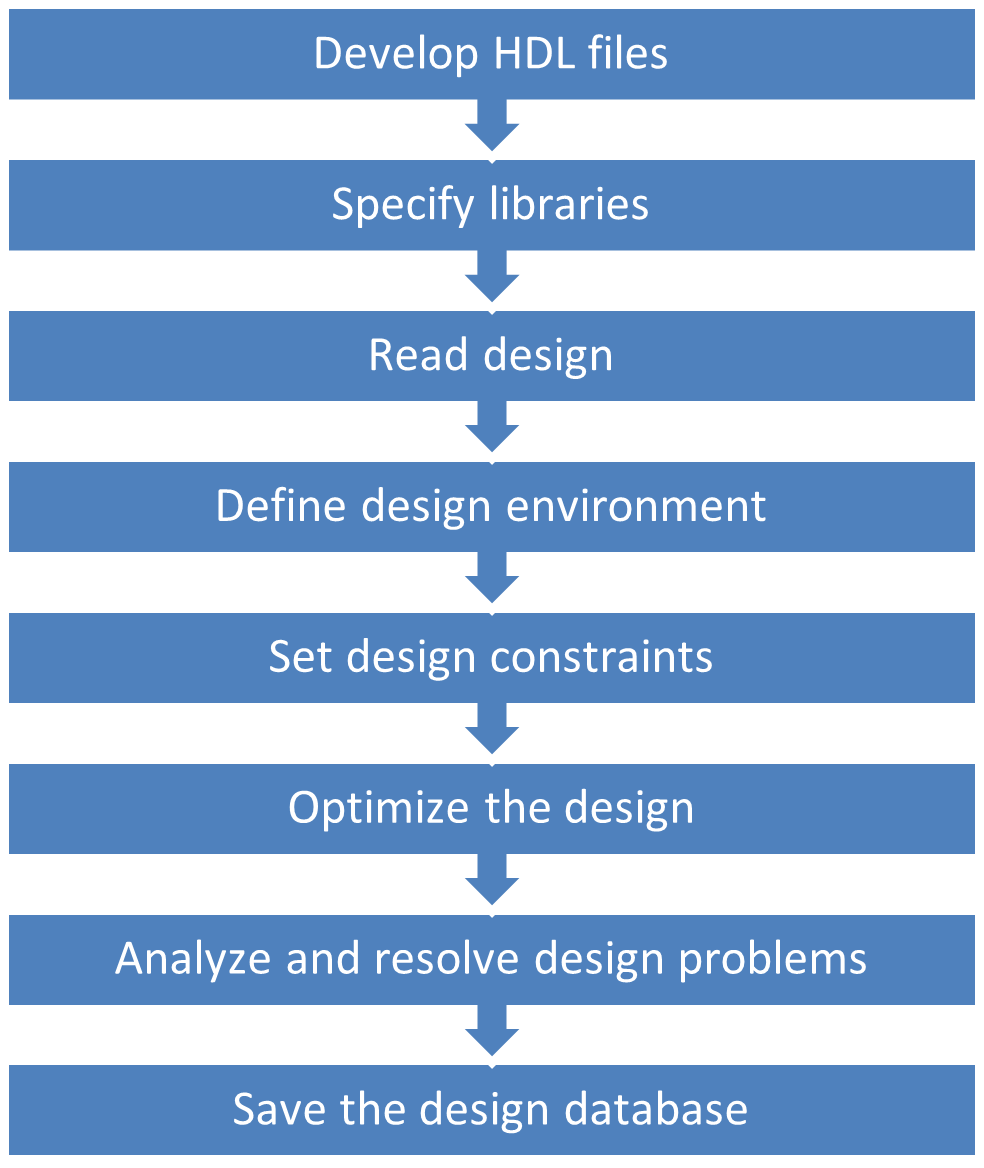 Develop HDL files
Specify libraries
Read design
Define design environment
Set design constraints
Optimize the design
Analyze and resolve design problems
Save the design database